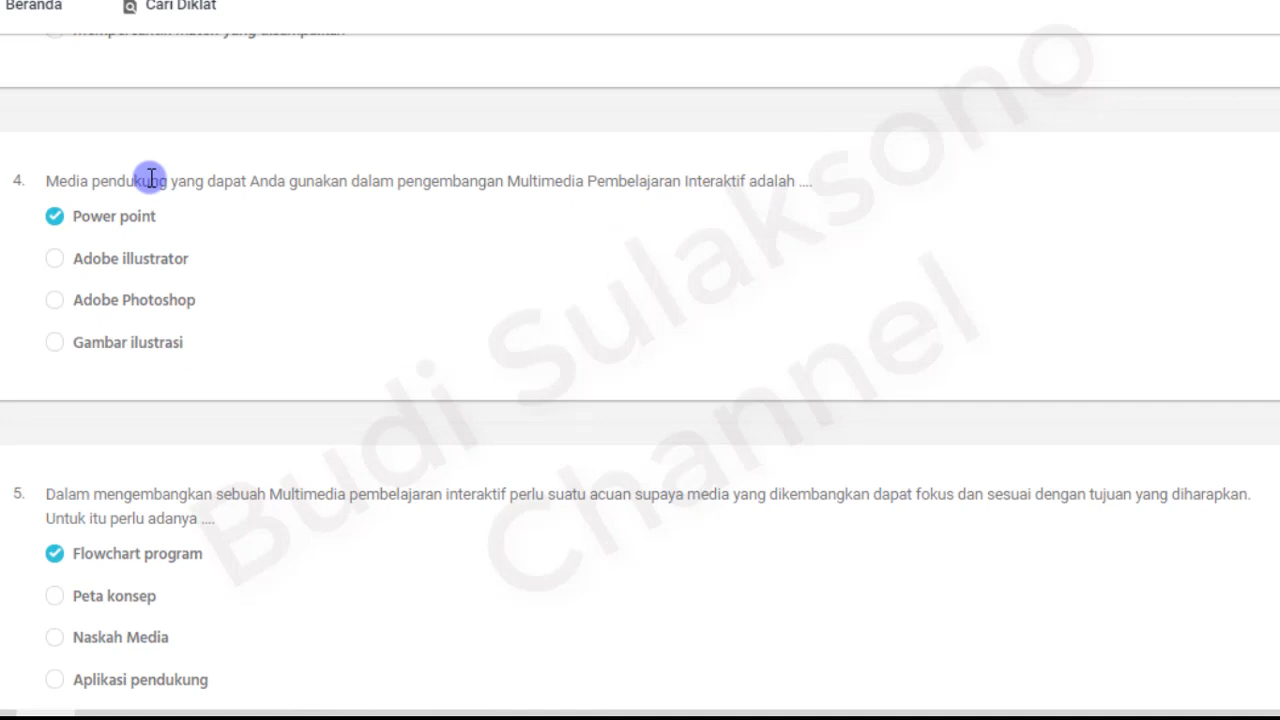 Beranda
Cari Diklat
4. Media pendukung yang dapat Anda gunakan dalam pengembangan Multimedia Pembelajaran Interaktif adalah ....
Power point
Adobe illustrator
Adobe Photoshop
Gambar ilustrasi
5. Dalam mengembangkan sebuah Multimedia pembelajaran interaktif perlu suatu acuan supaya media yang dikembangkan dapat fokus dan sesuai dengan tujuan yang diharapkan.
Untuk itu perlu adanya ....
Flowchart program
Peta konsep
Naskah Media
Aplikasi pendukung
Budi Sulaksono
Channel